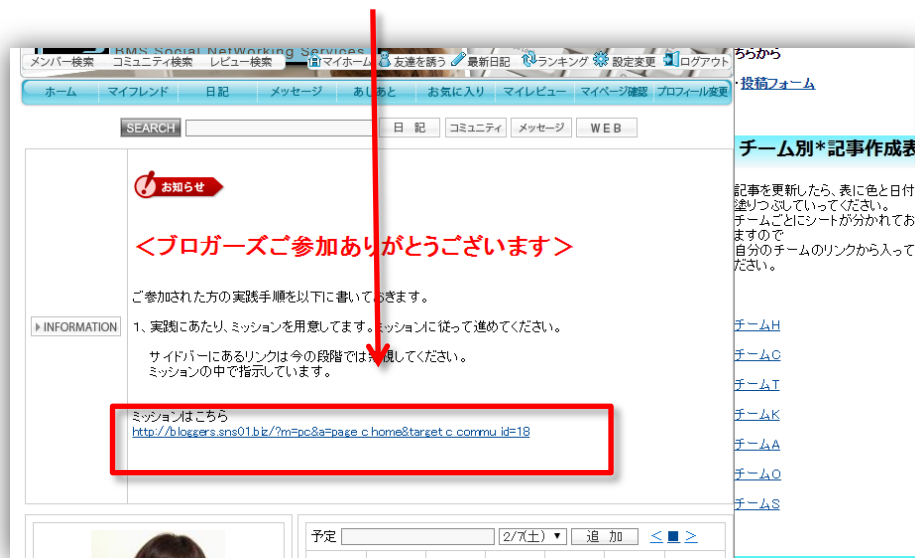 BMS Social NetWorking Services
メンバー検索 コミュニティ検索 レビュー検索 マイホーム 友達を誘う 最新日記 ランキング 設定変更 ログアウト
ホーム マイフレンド 日記 メッセージ あしあと お気に入り マイレビュー マイページ確認 プロフィール変更
SEARCH 日 記 コミュニティ メッセージ WEB
お知らせ
＜ブロガーズご参加ありがとうございます＞
ご参加された方の実践手順を以下に書いておきます。
INFORMATION
1、実践にあたり、ミッションを用意してます。ミッションに従って進めてください。
サイドバーにあるリンクは今の段階では無視してください。
ミッションの中で指示しています。
ミッションはこちら
http://bloggers.sns01.biz/?m=pc&a=page_c_home&target_c_commu_id=18
予定 2/7(土) ▼ 追 加 ＜ ■ ＞
ちらから
・投稿フォーム
チーム別*記事作成表
記事を更新したら、表に色と日付
塗りつぶしていってください。
チームごとにシートが分かれてお
ますので
自分のチームのリンクから入って
ださい。
チームH
チームC
チームT
チームK
チームA
チームO
チームS